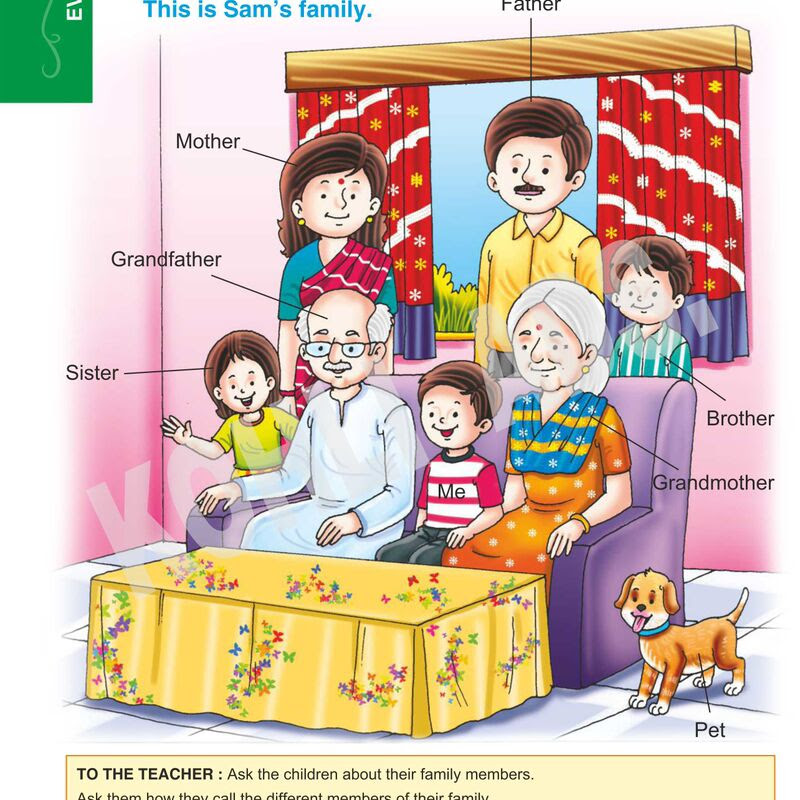 EV
This is Sam's family.
Father
Mother
Grandfather
Sister
Brother
Me
Grandmother
Pet
TO THE TEACHER : Ask the children about their family members.
Ask them how they call the different members of their family.